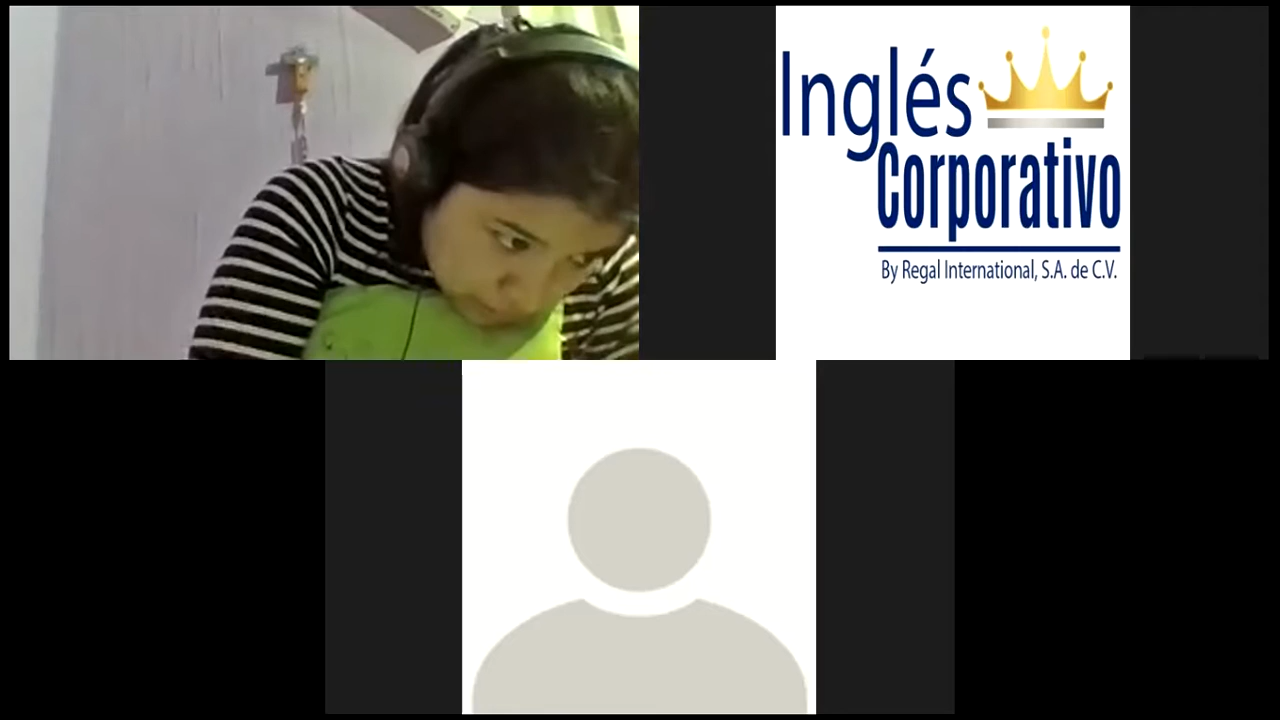 Inglés
Corporativo
By Regal International, S.A. de C.V.